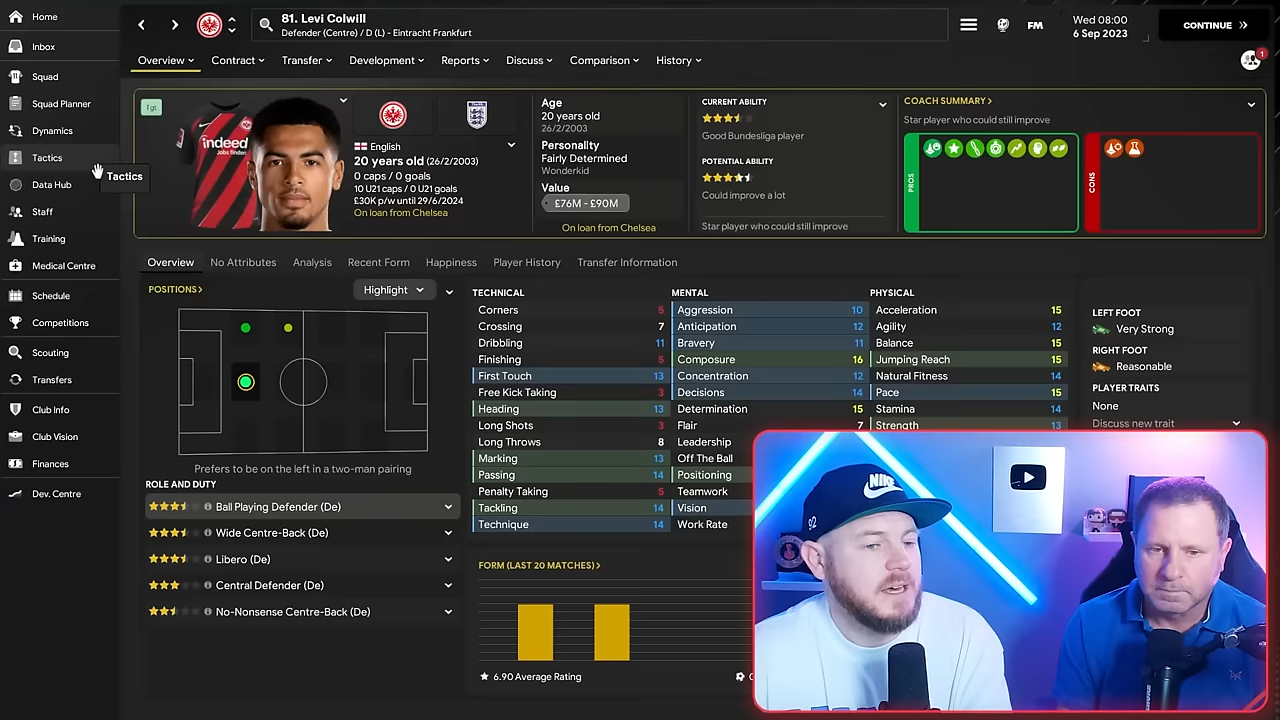 Home
Inbox
Squad
Squad Planner
Dynamics
Tactics
Data Hub
Staff
Training
Medical Centre
Schedule
Competitions
Scouting
Transfers
Club Info
Club Vision
Finances
Dev. Centre
Tactics
81. Levi Colwill
Defender (Centre) / D (L) - Eintracht Frankfurt
FM
Wed 08:00
6 Sep 2023
CONTINUE
1
Overview
Contract
Transfer
Development
Reports
Discuss
Comparison
History
Tgt
indeed
Jobs finden.
English
20 years old (26/2/2003)
0 caps / 0 goals
10 U21 caps / 0 U21 goals
£30K p/w until 29/6/2024
On loan from Chelsea
Age
20 years old
26/2/2003
Personality
Fairly Determined
Wonderkid
Value
£76M - £90M
On loan from Chelsea
CURRENT ABILITY
Good Bundesliga player
POTENTIAL ABILITY
Could improve a lot
Star player who could still improve
COACH SUMMARY >
Star player who could still improve
PROS
CONS
Overview
No Attributes
Analysis
Recent Form
Happiness
Player History
Transfer Information
POSITIONS >
Highlight
Prefers to be on the left in a two-man pairing
ROLE AND DUTY
Ball Playing Defender (De)
Wide Centre-Back (De)
Libero (De)
Central Defender (De)
No-Nonsense Centre-Back (De)
TECHNICAL
Corners 5
Crossing 7
Dribbling 11
Finishing 5
First Touch 13
Free Kick Taking 3
Heading 13
Long Shots 3
Long Throws 8
Marking 13
Passing 14
Penalty Taking 5
Tackling 14
Technique 14
MENTAL
Aggression 10
Anticipation 12
Bravery 11
Composure 16
Concentration 12
Decisions 14
Determination 15
Flair 7
Leadership
Off The Ball
Positioning
Teamwork
Vision
Work Rate
PHYSICAL
Acceleration 15
Agility 12
Balance 15
Jumping Reach 15
Natural Fitness 14
Pace 15
Stamina 14
Strength 13
LEFT FOOT
Very Strong
RIGHT FOOT
Reasonable
PLAYER TRAITS
None
Discuss new trait
FORM (LAST 20 MATCHES) >
6.90 Average Rating
NIKE
92